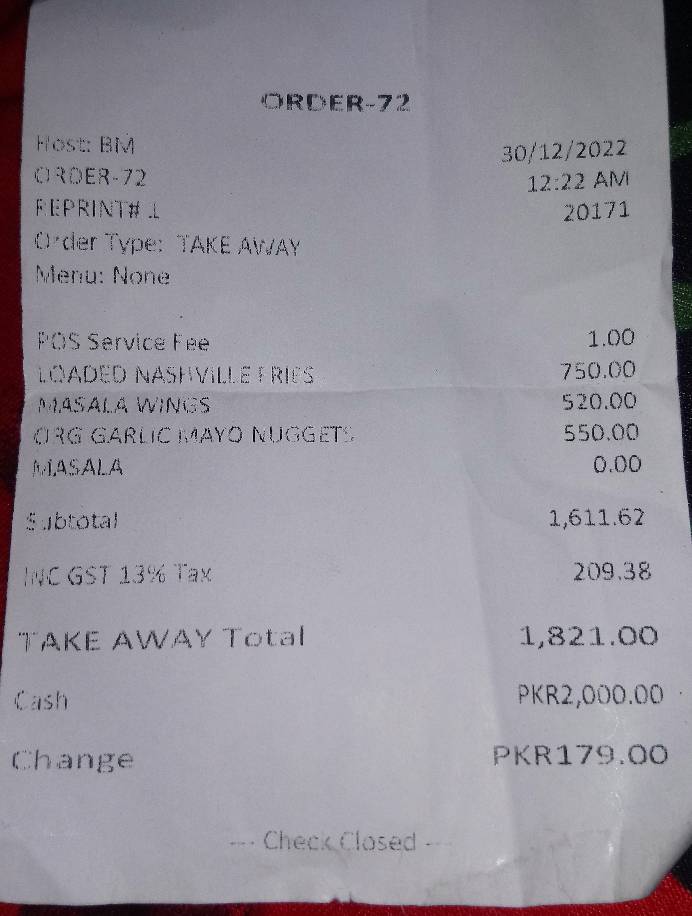 ORDER-72
Host: BM 30/12/2022
ORDER-72 12:22 AM
REPRINT# 1 20171
Order Type: TAKE AWAY
Menu: None
POS Service Fee 1.00
LOADED NASHVILLE FRIES 750.00
MASALA WINGS 520.00
ORG GARLIC MAYO NUGGETS 550.00
MASALA 0.00
Subtotal 1,611.62
INC GST 13% Tax 209.38
TAKE AWAY Total 1,821.00
Cash PKR2,000.00
Change PKR179.00
--- Check Closed ---